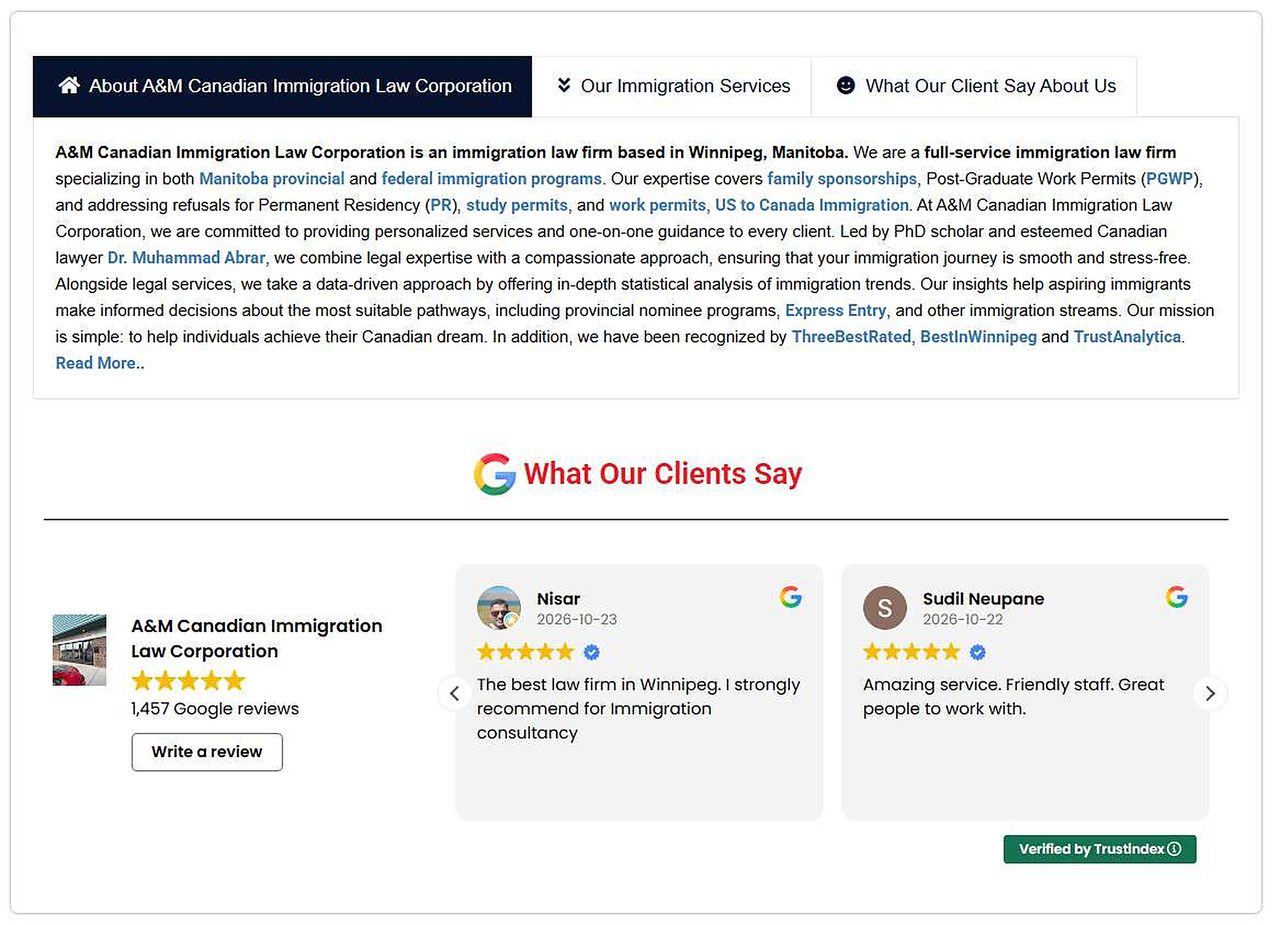 About A&M Canadian Immigration Law Corporation
Our Immigration Services
What Our Client Say About Us
A&M Canadian Immigration Law Corporation is an immigration law firm based in Winnipeg, Manitoba. We are a full-service immigration law firm
specializing in both Manitoba provincial and federal immigration programs. Our expertise covers family sponsorships, Post-Graduate Work Permits (PGWP),
and addressing refusals for Permanent Residency (PR), study permits, and work permits, US to Canada Immigration. At A&M Canadian Immigration Law
Corporation, we are committed to providing personalized services and one-on-one guidance to every client. Led by PhD scholar and esteemed Canadian
lawyer Dr. Muhammad Abrar, we combine legal expertise with a compassionate approach, ensuring that your immigration journey is smooth and stress-free.
Alongside legal services, we take a data-driven approach by offering in-depth statistical analysis of immigration trends. Our insights help aspiring immigrants
make informed decisions about the most suitable pathways, including provincial nominee programs, Express Entry, and other immigration streams. Our mission
is simple: to help individuals achieve their Canadian dream. In addition, we have been recognized by ThreeBestRated, BestInWinnipeg and TrustAnalytica.
Read More..
What Our Clients Say
A&M Canadian Immigration
Law Corporation
1,457 Google reviews
Write a review
Nisar
2026-10-23
The best law firm in Winnipeg. I strongly
recommend for Immigration
consultancy
S
Sudil Neupane
2026-10-22
Amazing service. Friendly staff. Great
people to work with.
Verified by Trustindex